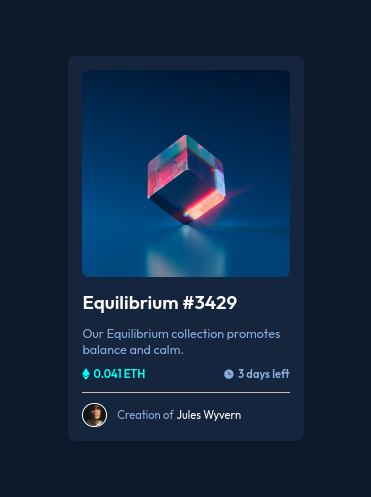 Equilibrium #3429
Our Equilibrium collection promotes
balance and calm.
0.041 ETH 3 days left
Creation of Jules Wyvern